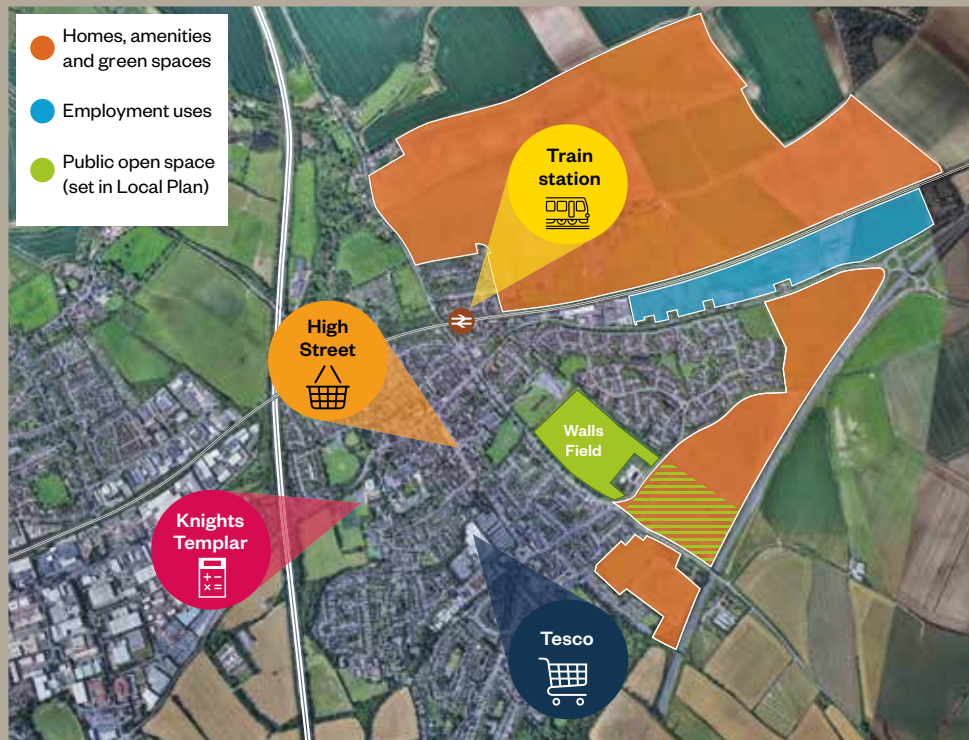 Homes, amenities
and green spaces
Employment uses
Public open space
(set in Local Plan)
Train
station
High
Street
Walls
Field
Knights
Templar
Tesco